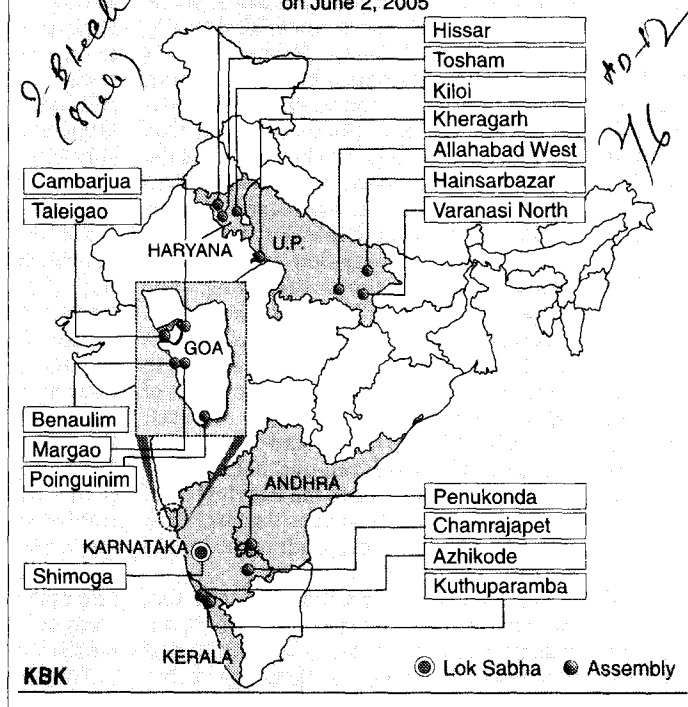 on June 2, 2005
Hissar
Tosham
Kiloi
Kheragarh
Allahabad West
Hainsarbazar
Varanasi North
Cambarjua
Taleigao
HARYANA
U.P.
GOA
Benaulim
Margao
Poinguinim
ANDHRA
Penukonda
Chamrajapet
Azhikode
Kuthuparamba
KARNATAKA
Shimoga
KERALA
Lok Sabha
Assembly
KBK